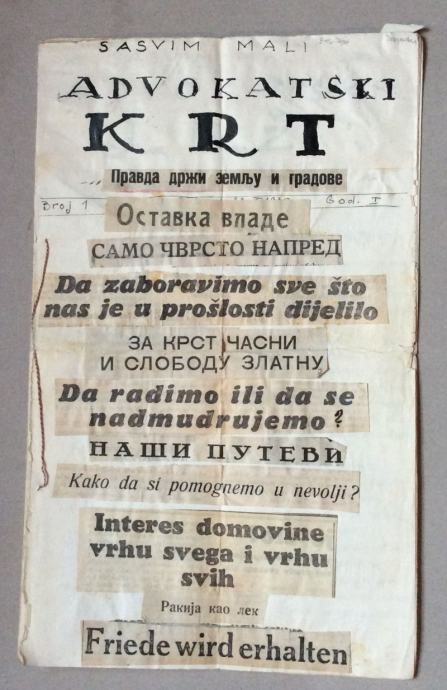 SASVIM MALI
ADVOKATSKI
KRT
... Правда држи земљу и градове
Broj 1
God. I
Оставка владе
САМО ЧВРСТО НАПРЕД
Da zaboravimo sve što
nas je u prošlosti dijelilo
ЗА КРСТ ЧАСНИ
И СЛОБОДУ ЗЛАТНУ
Da radimo ili da se
nadmudrujemo?
НАШИ ПУТЕВИ
Kako da si pomognemo u nevolji?
Interes domovine
vrhu svega i vrhu
svih
Ракија као лек
Friede wird erhalten